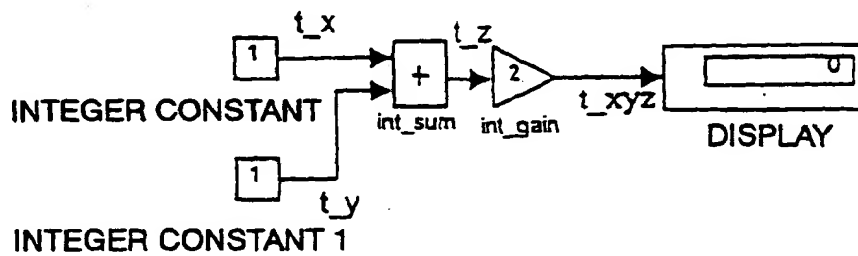 t_x
1
t_z
+
2
0
INTEGER CONSTANT
int_sum
int_gain
t_xyz
DISPLAY
1
t_y
INTEGER CONSTANT 1